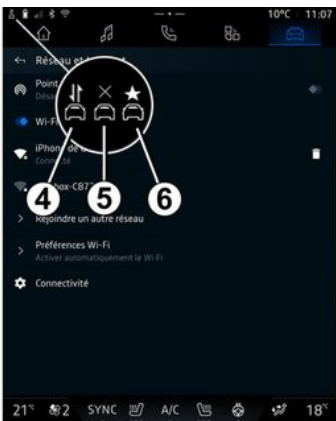 10°C 11:07
Réseau et
Point
Désa
Wi-Fi
iPhone de
Connecté
box-CB7
4 5 6
Rejoindre un autre réseau
Préférences Wi-Fi
Activer automatiquement le Wi-Fi
Connectivité
21° 2 SYNC A/C 18°